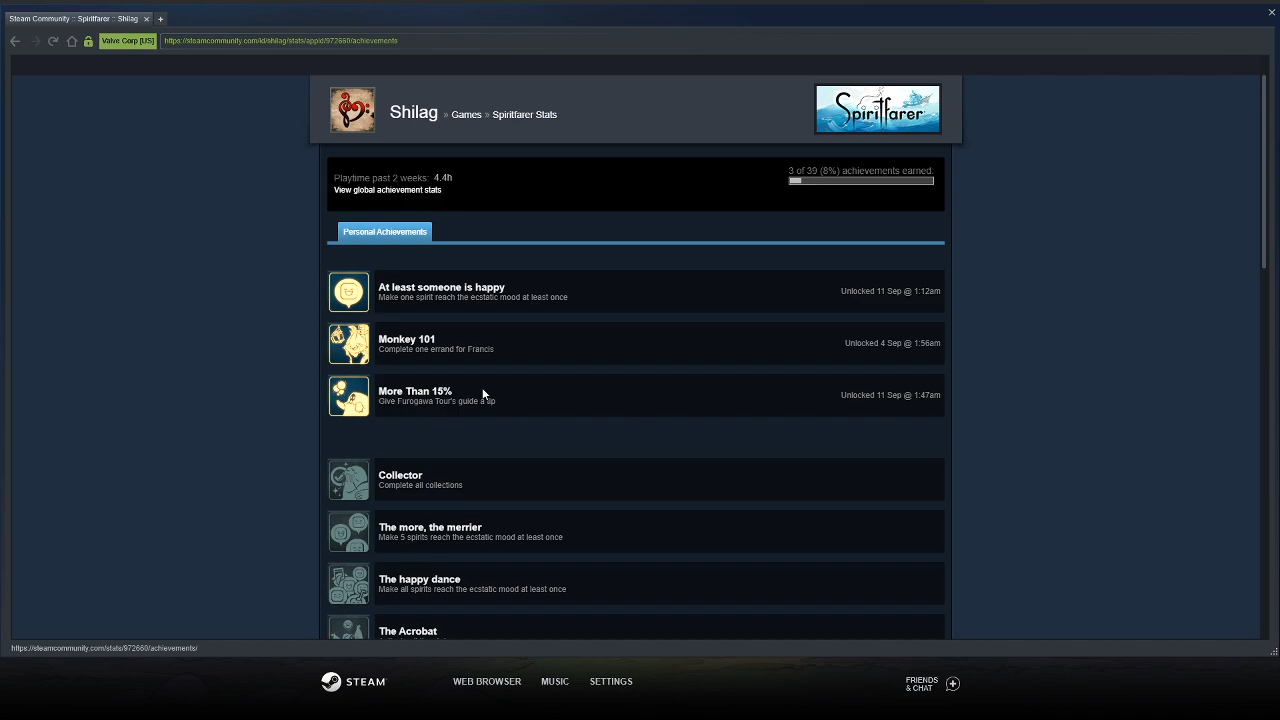 Steam Community :: Spiritfarer :: Shilag
Valve Corp [US]
https://steamcommunity.com/id/shilag/stats/appid/972660/achievements
Shilag » Games » Spiritfarer Stats
Spiritfarer
Playtime past 2 weeks: 4.4h
View global achievement stats
3 of 39 (8%) achievements earned:
Personal Achievements
At least someone is happy
Make one spirit reach the ecstatic mood at least once
Unlocked 11 Sep @ 1:12am
Monkey 101
Complete one errand for Francis
Unlocked 4 Sep @ 1:56am
More Than 15%
Give Furogawa Tour's guide a tip
Unlocked 11 Sep @ 1:47am
Collector
Complete all collections
The more, the merrier
Make 5 spirits reach the ecstatic mood at least once
The happy dance
Make all spirits reach the ecstatic mood at least once
The Acrobat
https://steamcommunity.com/stats/972660/achievements/
STEAM
WEB BROWSER
MUSIC
SETTINGS
FRIENDS
& CHAT